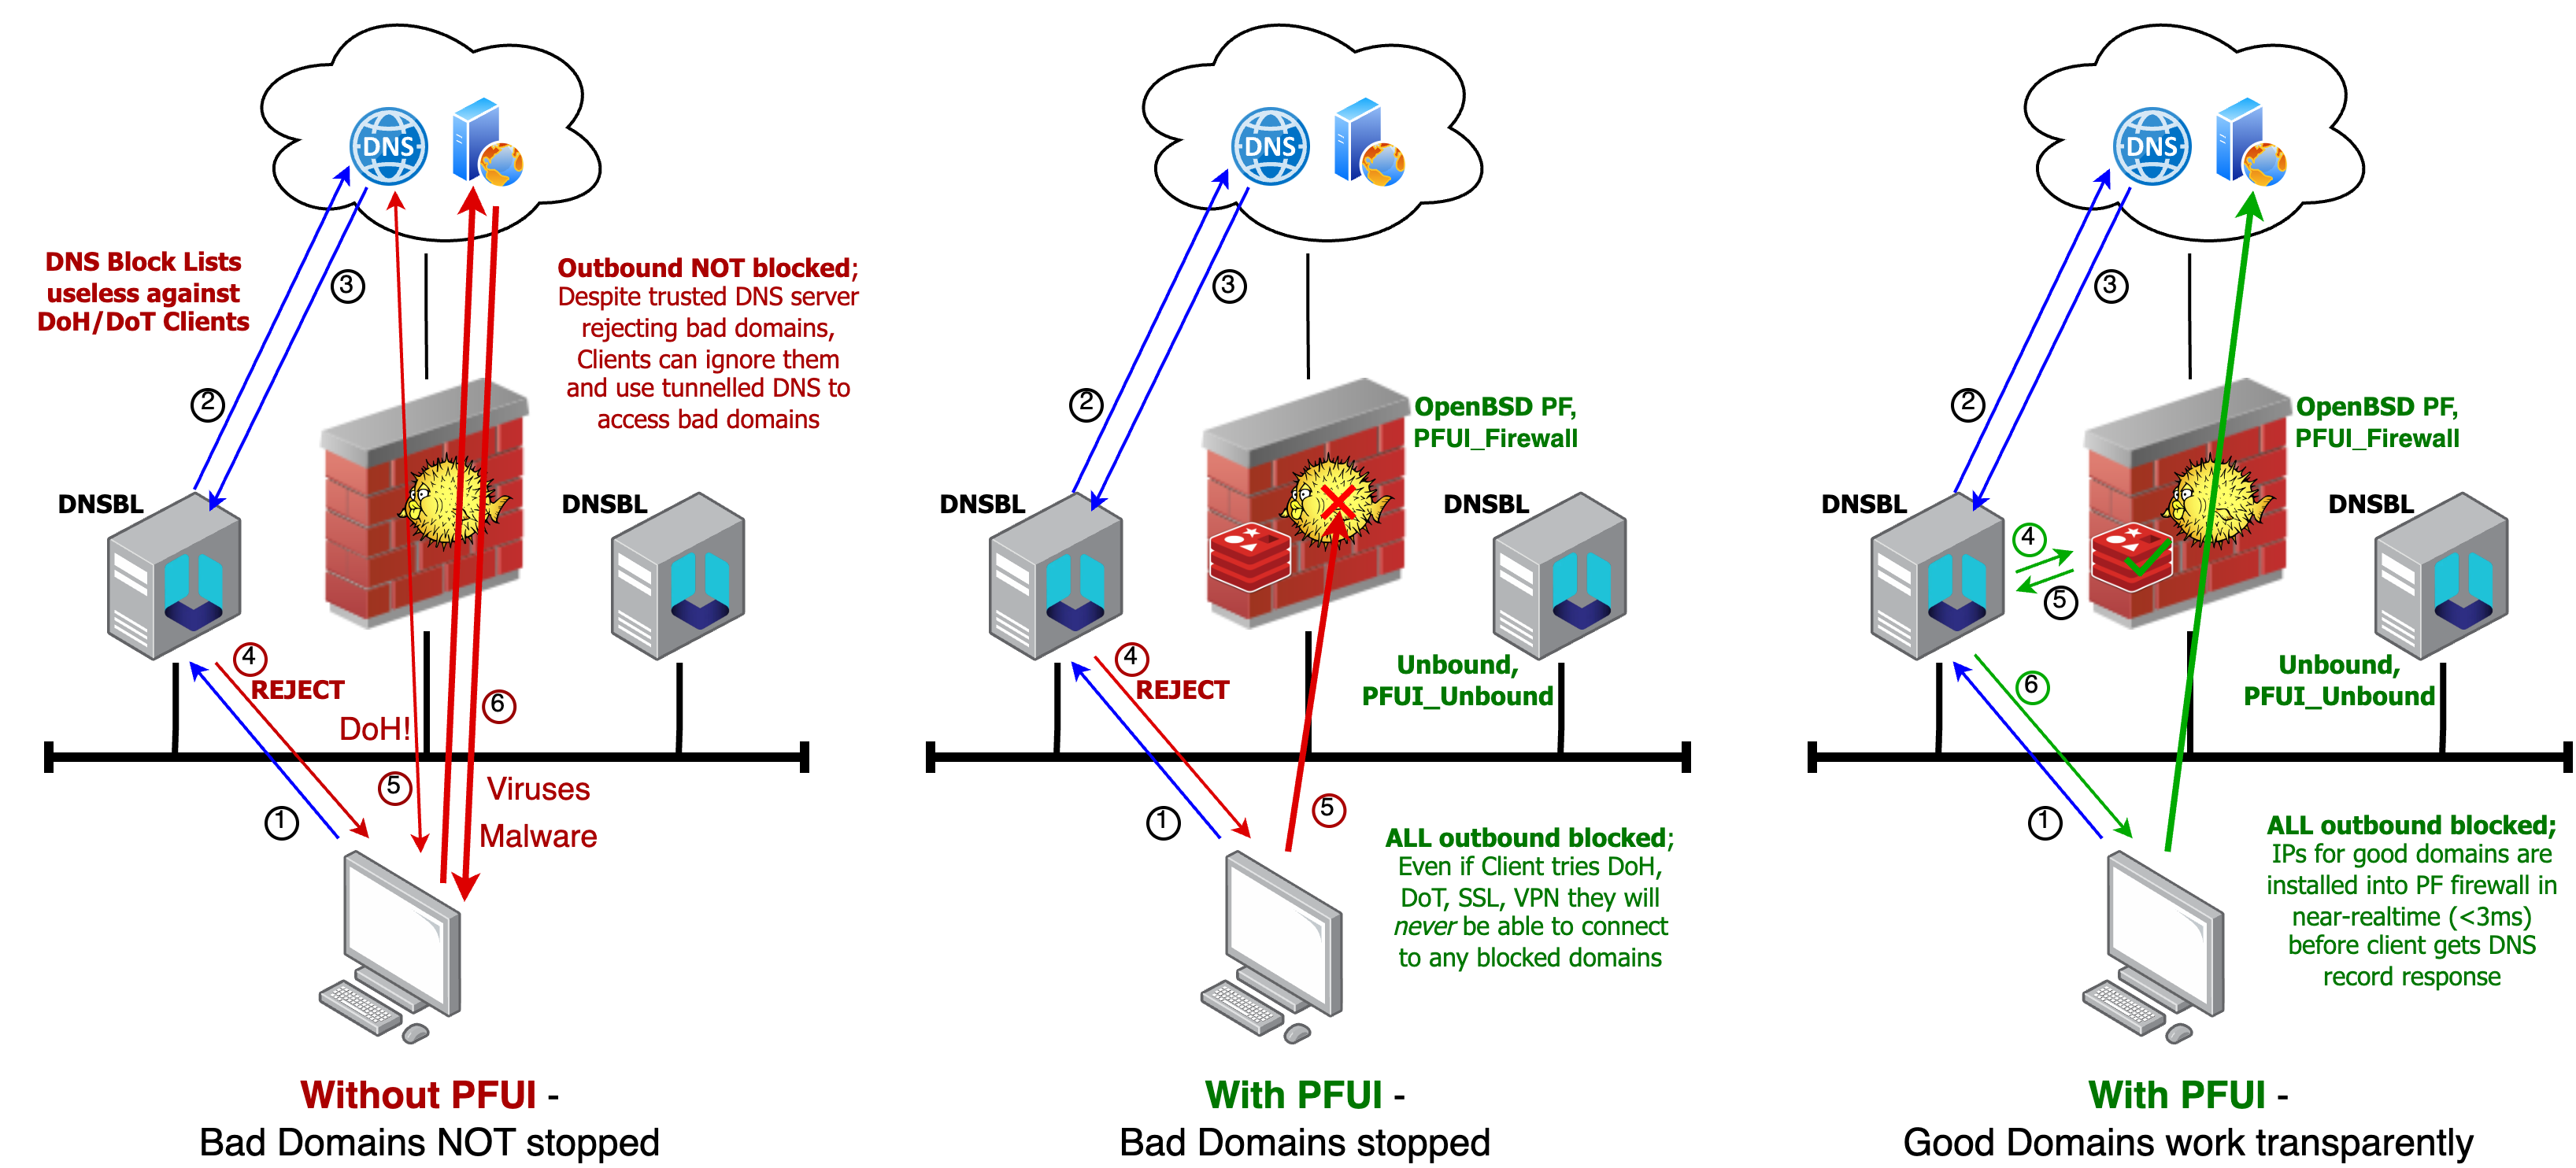 DNS
DNS Block Lists
useless against
DoH/DoT Clients
3
Outbound NOT blocked;
Despite trusted DNS server
rejecting bad domains,
Clients can ignore them
and use tunnelled DNS to
access bad domains
2
DNSBL
DNSBL
4
REJECT
DoH!
6
5
Viruses
Malware
1
Without PFUI -
Bad Domains NOT stopped
DNS
3
2
OpenBSD PF,
PFUI_Firewall
DNSBL
DNSBL
4
REJECT
Unbound,
PFUI_Unbound
1
5
ALL outbound blocked;
Even if Client tries DoH,
DoT, SSL, VPN they will
never be able to connect
to any blocked domains
With PFUI -
Bad Domains stopped
DNS
3
2
OpenBSD PF,
PFUI_Firewall
DNSBL
DNSBL
4
5
6
Unbound,
PFUI_Unbound
1
ALL outbound blocked;
IPs for good domains are
installed into PF firewall in
near-realtime (<3ms)
before client gets DNS
record response
With PFUI -
Good Domains work transparently